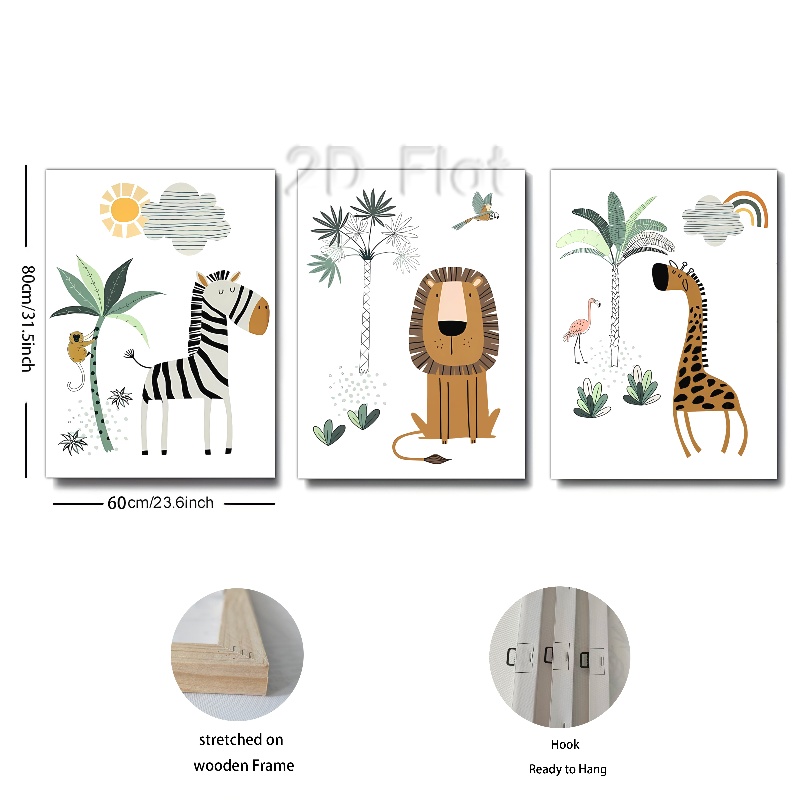 2D Flat
80cm/31.5inch
60cm/23.6inch
stretched on
wooden Frame
Hook
Ready to Hang